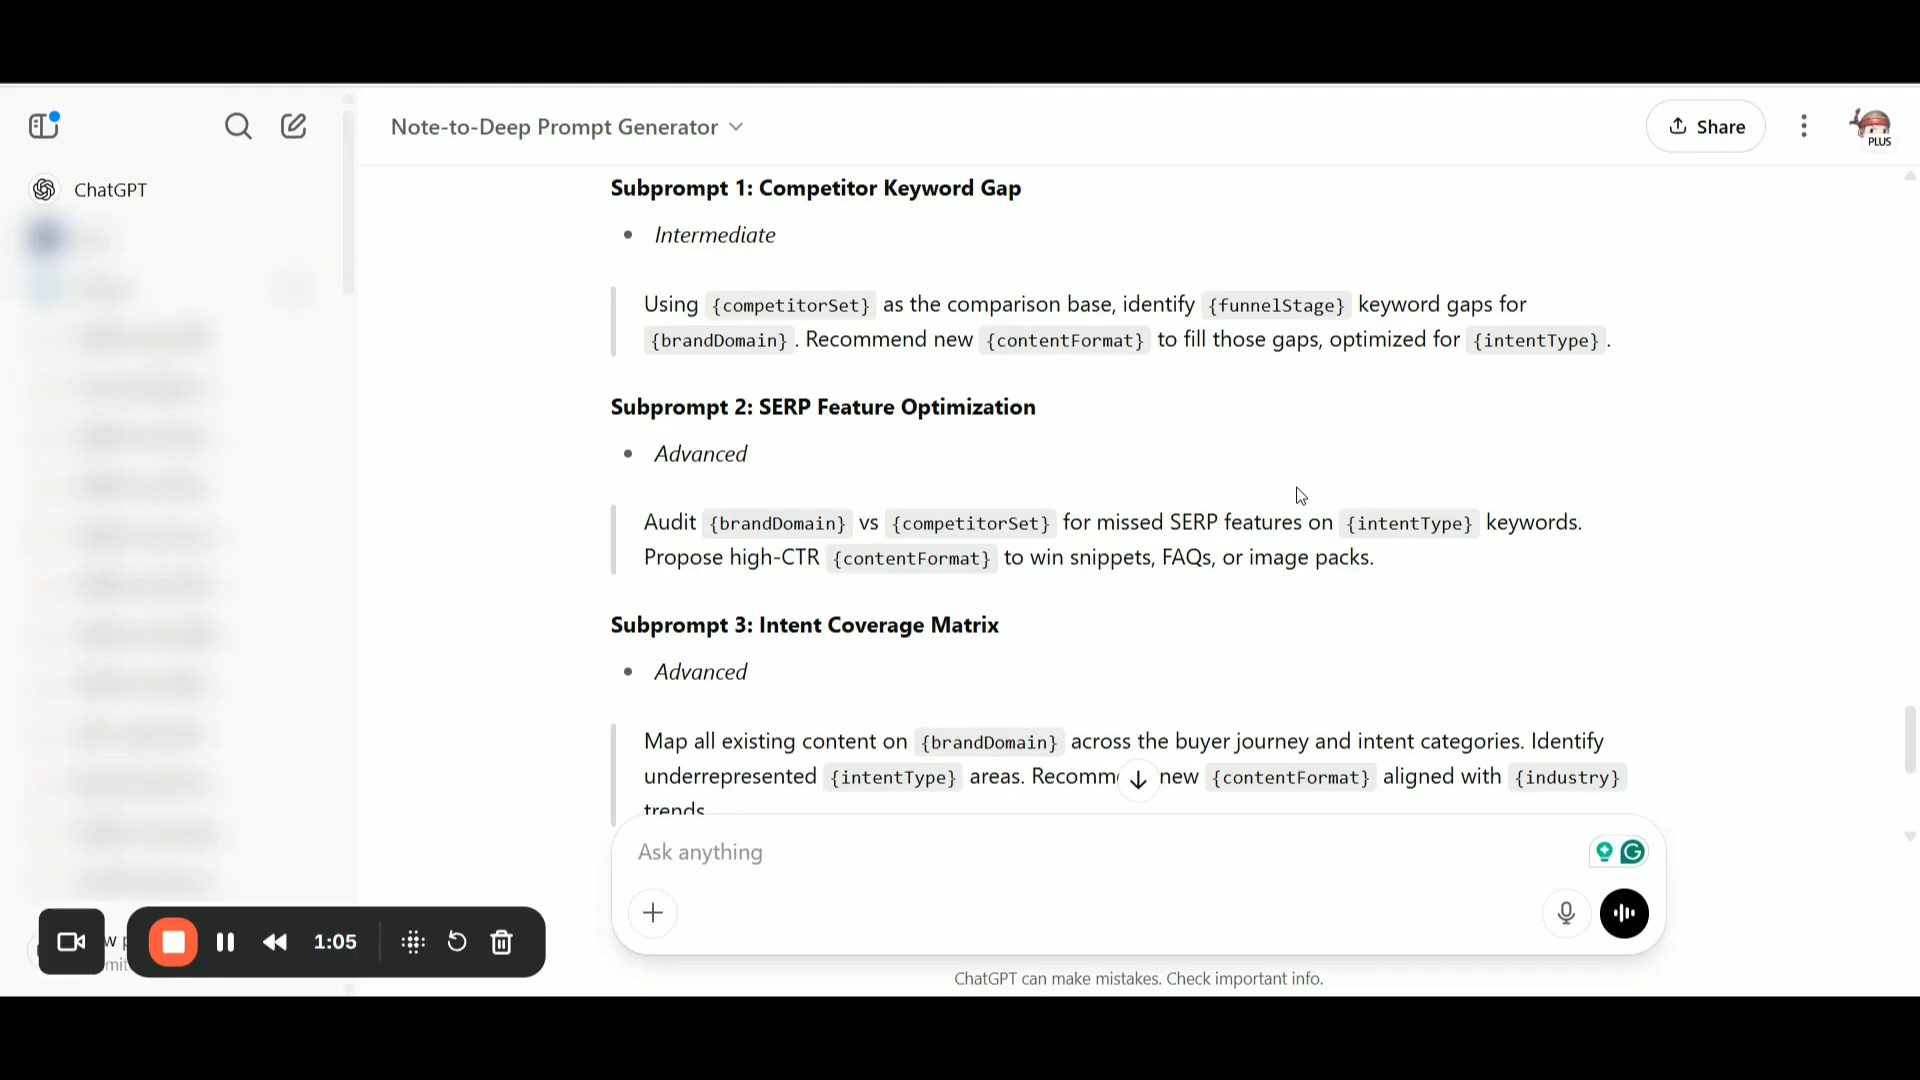 Note-to-Deep Prompt Generator
Share
PLUS
ChatGPT
Subprompt 1: Competitor Keyword Gap
Intermediate
Using {competitorSet} as the comparison base, identify {funnelStage} keyword gaps for
{brandDomain} . Recommend new {contentFormat} to fill those gaps, optimized for {intentType} .
Subprompt 2: SERP Feature Optimization
Advanced
Audit {brandDomain} vs {competitorSet} for missed SERP features on {intentType} keywords.
Propose high-CTR {contentFormat} to win snippets, FAQs, or image packs.
Subprompt 3: Intent Coverage Matrix
Advanced
Map all existing content on {brandDomain} across the buyer journey and intent categories. Identify
underrepresented {intentType} areas. Recomm new {contentFormat} aligned with {industry}
trends
Ask anything
1:05
ChatGPT can make mistakes. Check important info.